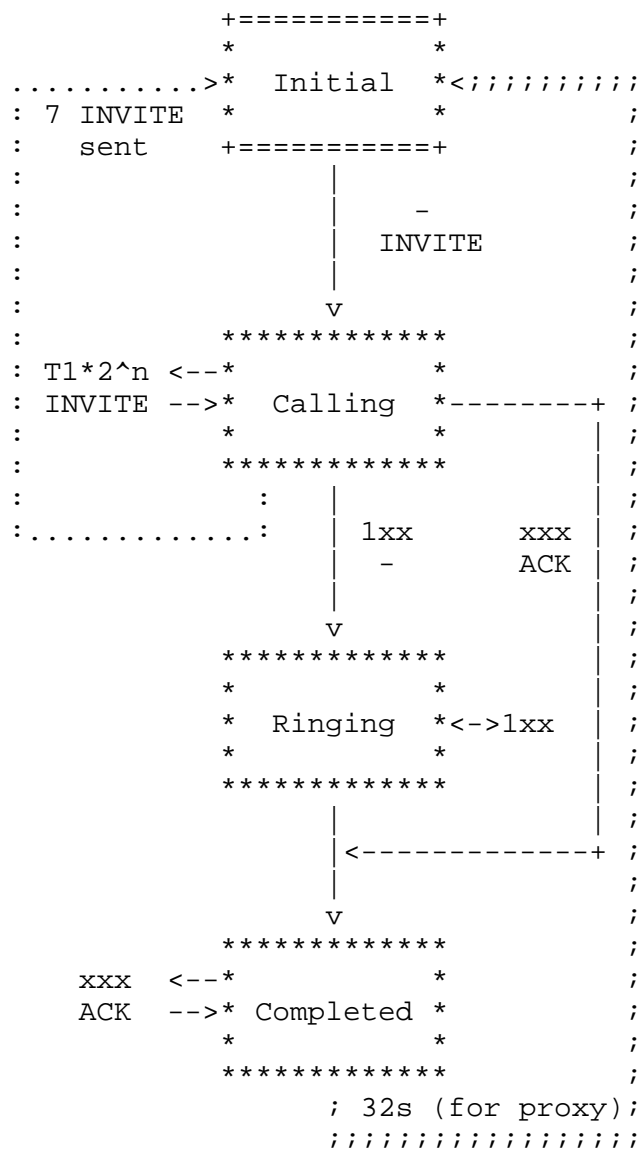 +===========+
* *
...........>* Initial *<;;;;;;;;;;
: 7 INVITE * * ;
: sent +===========+ ;
: | ;
: | - ;
: | INVITE ;
: | ;
: v ;
: ************* ;
: T1*2^n <--* * ;
: INVITE -->* Calling *--------+ ;
: * * | ;
: ************* | ;
: : | | ;
:.............: | 1xx xxx | ;
| - ACK | ;
| | ;
v | ;
************* | ;
* * | ;
* Ringing *<->1xx | ;
* * | ;
************* | ;
| | ;
|<-------------+ ;
| ;
v ;
************* ;
xxx <--* * ;
ACK -->* Completed * ;
* * ;
************* ;
; 32s (for proxy);
;;;;;;;;;;;;;;;;;;